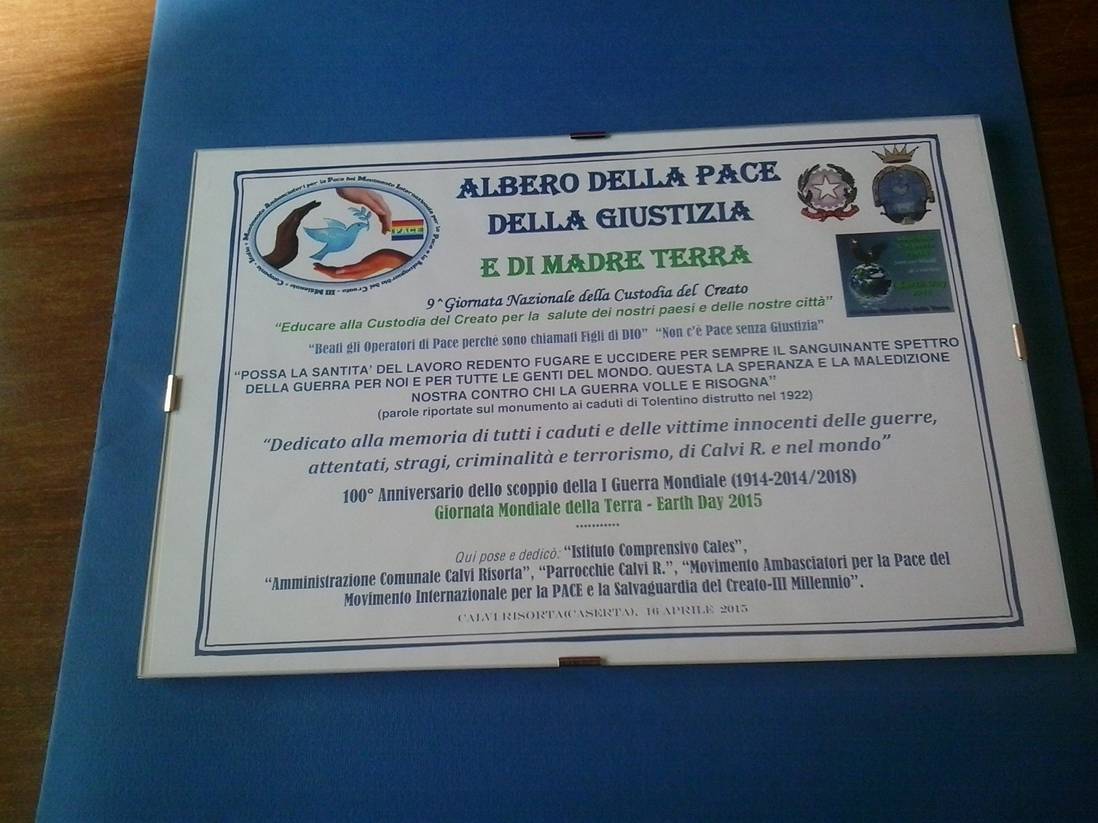 ALBERO DELLA PACE
DELLA GIUSTIZIA
E DI MADRE TERRA
PACE
9^Giornata Nazionale della Custodia del Creato
“Educare alla Custodia del Creato per la salute dei nostri paesi e delle nostre città”
“Beati gli Operatori di Pace perché sono chiamati Figli di DIO” “Non c'è Pace senza Giustizia”
“POSSA LA SANTITA’ DEL LAVORO REDENTO FUGARE E UCCIDERE PER SEMPRE IL SANGUINANTE SPETTRO
DELLA GUERRA PER NOI E PER TUTTE LE GENTI DEL MONDO. QUESTA LA SPERANZA E LA MALEDIZIONE
NOSTRA CONTRO CHI LA GUERRA VOLLE E RISOGNA”
(parole riportate sul monumento ai caduti di Tolentino distrutto nel 1922)
“Dedicato alla memoria di tutti i caduti e delle vittime innocenti delle guerre,
attentati, stragi, criminalità e terrorismo, di Calvi R. e nel mondo”
100° Anniversario dello scoppio della I Guerra Mondiale (1914-2014/2018)
Giornata Mondiale della Terra - Earth Day 2015
...........
Qui pose e dedicò: “Istituto Comprensivo Cales”,
“Amministrazione Comunale Calvi Risorta”, “Parrocchie Calvi R.”, “Movimento Ambasciatori per la Pace del
Movimento Internazionale per la PACE e la Salvaguardia del Creato-III Millennio”.
CALVI RISORTA(CASERTA), 16 APRILE 2015